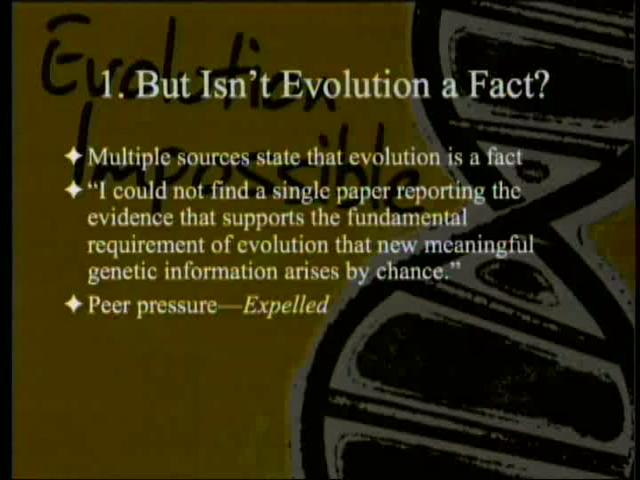 Evolution
Impossible
1. But Isn't Evolution a Fact?
Multiple sources state that evolution is a fact
"I could not find a single paper reporting the
evidence that supports the fundamental
requirement of evolution that new meaningful
genetic information arises by chance."
Peer pressure—Expelled